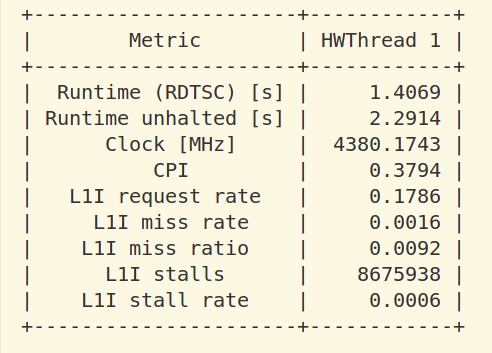 +----------------------+------------+
|        Metric        | HWThread 1 |
+----------------------+------------+
|  Runtime (RDTSC) [s] |     1.4069 |
| Runtime unhalted [s] |     2.2914 |
|      Clock [MHz]     |  4380.1743 |
|          CPI         |     0.3794 |
|   L1I request rate   |     0.1786 |
|     L1I miss rate    |     0.0016 |
|    L1I miss ratio    |     0.0092 |
|      L1I stalls      |    8675938 |
|    L1I stall rate    |     0.0006 |
+----------------------+------------+